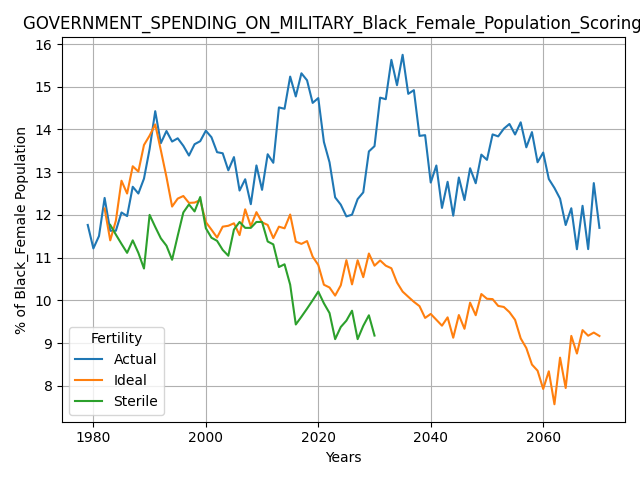 GOVERNMENT_SPENDING_ON_MILITARY_Black_Female_Population_Scoring
% of Black_Female Population
16
15
14
13
12
11
10
9
8
Fertility
Actual
Ideal
Sterile
1980
2000
2020
2040
2060
Years